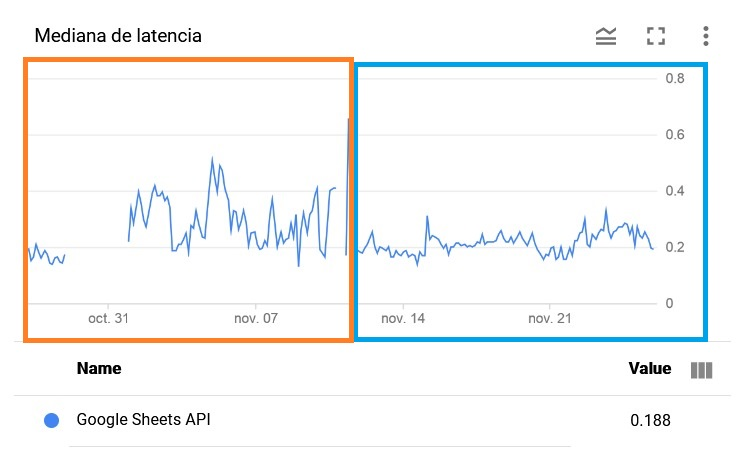 Mediana de latencia
0.8
0.6
0.4
0.2
0
oct. 31 nov. 07 nov. 14 nov. 21
Name Value
Google Sheets API 0.188